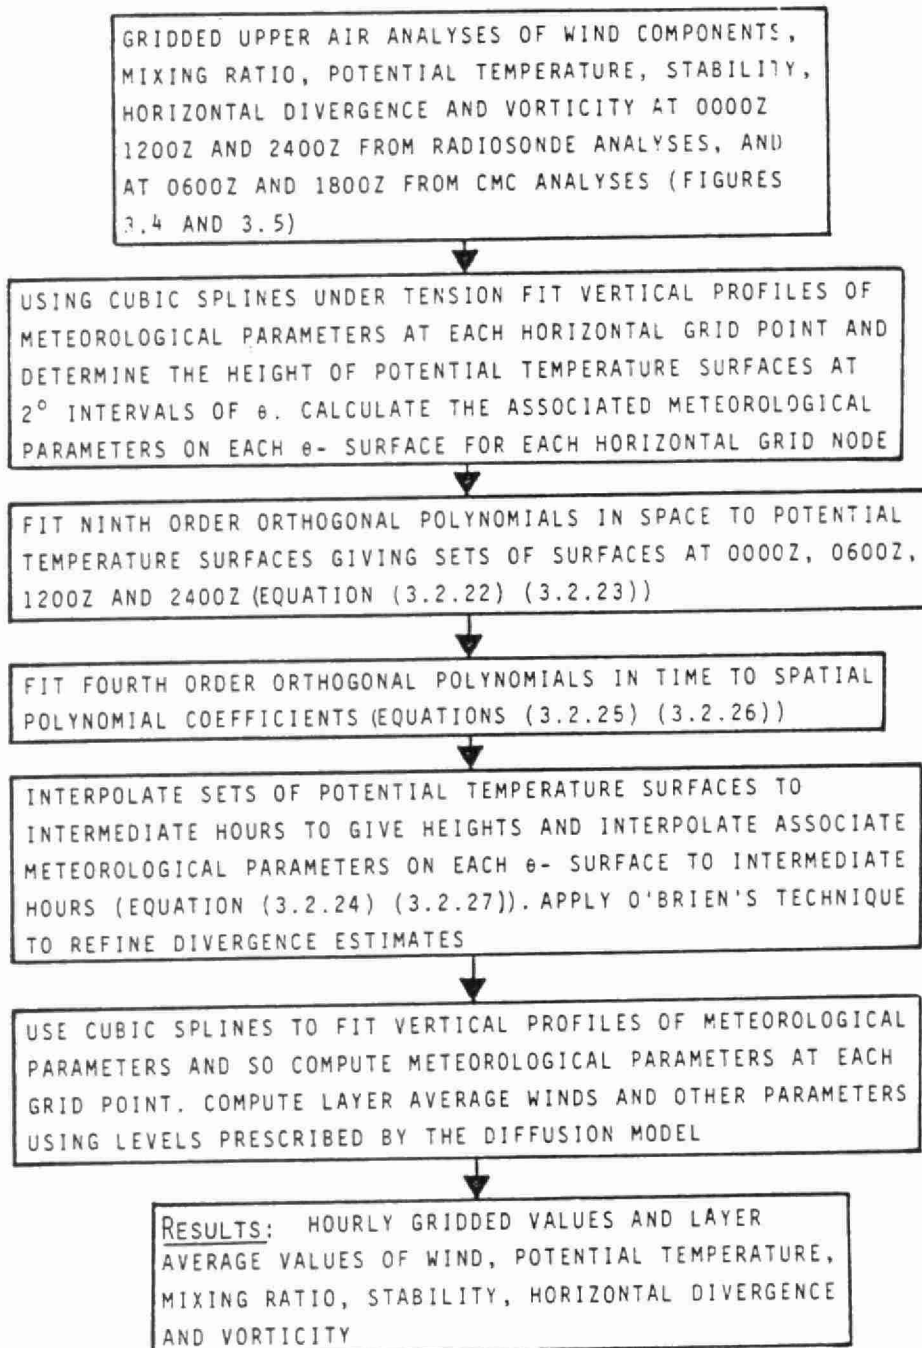 GRIDDED UPPER AIR ANALYSES OF WIND COMPONENTS,
MIXING RATIO, POTENTIAL TEMPERATURE, STABILITY,
HORIZONTAL DIVERGENCE AND VORTICITY AT 0000Z
1200Z AND 2400Z FROM RADIOSONDE ANALYSES, AND
AT 0600Z AND 1800Z FROM CMC ANALYSES (FIGURES
3.4 AND 3.5)
USING CUBIC SPLINES UNDER TENSION FIT VERTICAL PROFILES OF
METEOROLOGICAL PARAMETERS AT EACH HORIZONTAL GRID POINT AND
DETERMINE THE HEIGHT OF POTENTIAL TEMPERATURE SURFACES AT
2° INTERVALS OF θ. CALCULATE THE ASSOCIATED METEOROLOGICAL
PARAMETERS ON EACH θ- SURFACE FOR EACH HORIZONTAL GRID NODE
FIT NINTH ORDER ORTHOGONAL POLYNOMIALS IN SPACE TO POTENTIAL
TEMPERATURE SURFACES GIVING SETS OF SURFACES AT 0000Z, 0600Z,
1200Z AND 2400Z (EQUATION (3.2.22) (3.2.23))
FIT FOURTH ORDER ORTHOGONAL POLYNOMIALS IN TIME TO SPATIAL
POLYNOMIAL COEFFICIENTS (EQUATIONS (3.2.25) (3.2.26))
INTERPOLATE SETS OF POTENTIAL TEMPERATURE SURFACES TO
INTERMEDIATE HOURS TO GIVE HEIGHTS AND INTERPOLATE ASSOCIATE
METEOROLOGICAL PARAMETERS ON EACH θ- SURFACE TO INTERMEDIATE
HOURS (EQUATION (3.2.24) (3.2.27)). APPLY O'BRIEN'S TECHNIQUE
TO REFINE DIVERGENCE ESTIMATES
USE CUBIC SPLINES TO FIT VERTICAL PROFILES OF METEOROLOGICAL
PARAMETERS AND SO COMPUTE METEOROLOGICAL PARAMETERS AT EACH
GRID POINT. COMPUTE LAYER AVERAGE WINDS AND OTHER PARAMETERS
USING LEVELS PRESCRIBED BY THE DIFFUSION MODEL
RESULTS: HOURLY GRIDDED VALUES AND LAYER
AVERAGE VALUES OF WIND, POTENTIAL TEMPERATURE,
MIXING RATIO, STABILITY, HORIZONTAL DIVERGENCE
AND VORTICITY